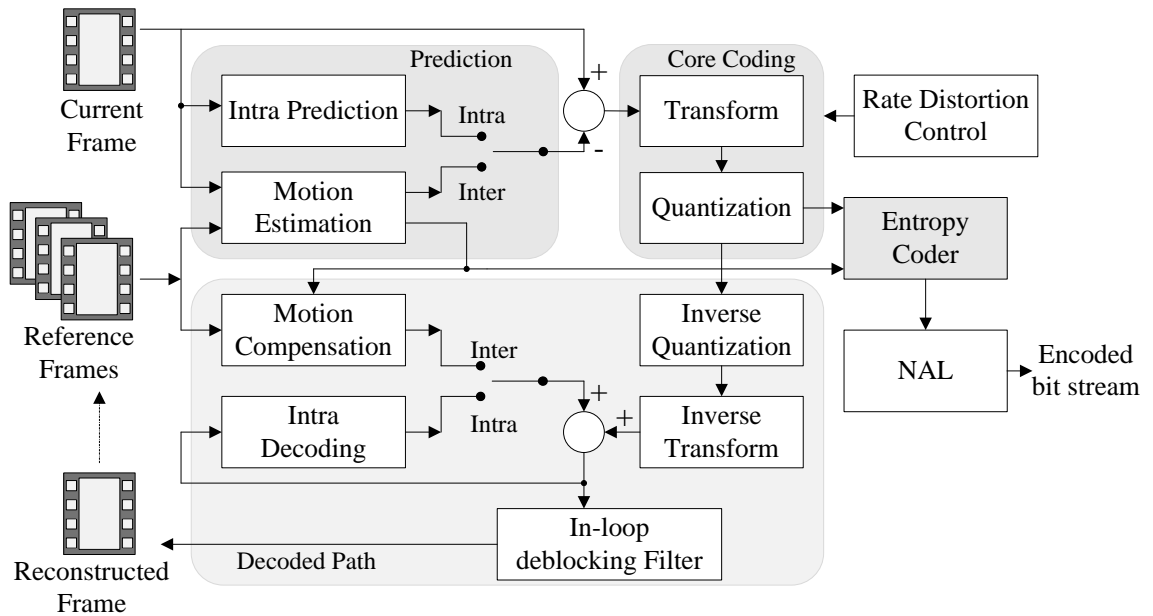 Current
Frame
Prediction
Intra Prediction
Motion
Estimation
Intra
Inter
+
-
Core Coding
Transform
Quantization
Rate Distortion
Control
Entropy
Coder
NAL
Encoded
bit stream
Reference
Frames
Motion
Compensation
Intra
Decoding
Inter
Intra
+
+
Inverse
Quantization
Inverse
Transform
In-loop
deblocking Filter
Decoded Path
Reconstructed
Frame